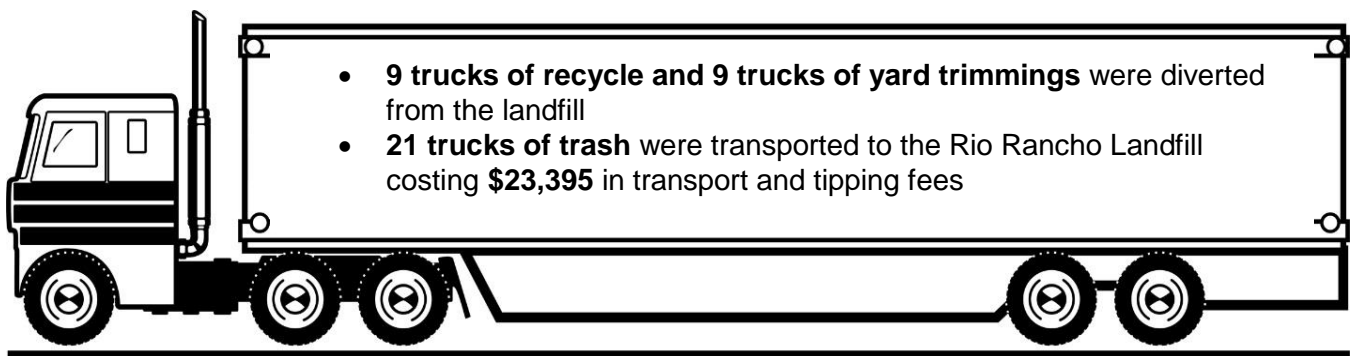 • 9 trucks of recycle and 9 trucks of yard trimmings were diverted
from the landfill
• 21 trucks of trash were transported to the Rio Rancho Landfill
costing $23,395 in transport and tipping fees